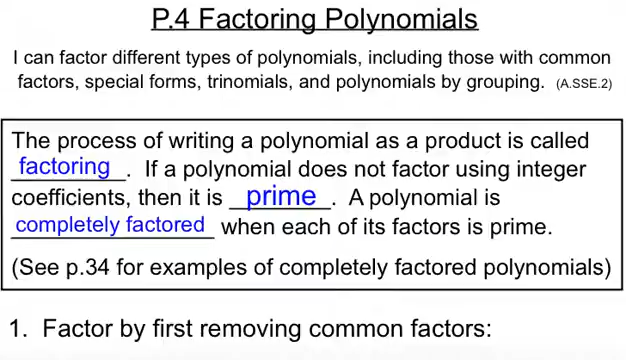 P.4 Factoring Polynomials
I can factor different types of polynomials, including those with common
factors, special forms, trinomials, and polynomials by grouping. (A.SSE.2)
The process of writing a polynomial as a product is called
factoring. If a polynomial does not factor using integer
coefficients, then it is prime. A polynomial is
completely factored when each of its factors is prime.
(See p.34 for examples of completely factored polynomials)
1. Factor by first removing common factors: